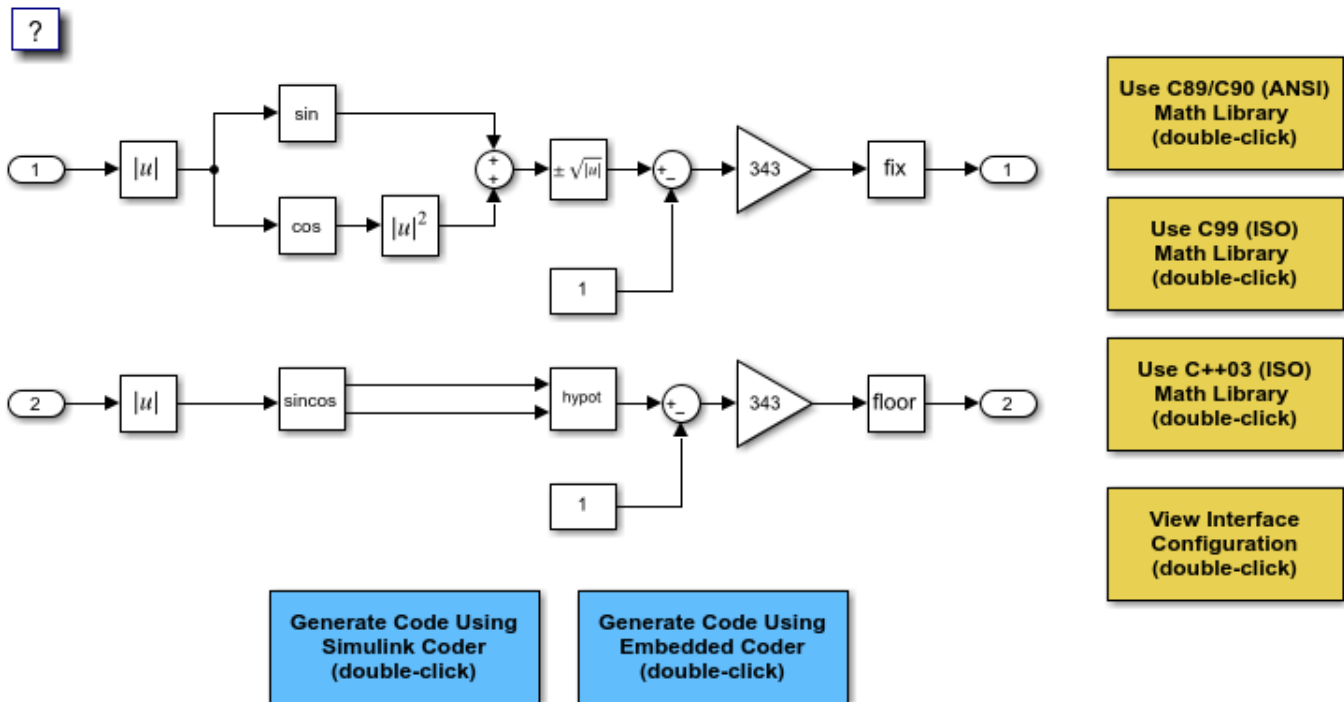 ?
sin
1
|u|
+
+
± √|u|
+
−
343
fix
1
cos
|u|²
1
2
|u|
sincos
hypot
+
−
343
floor
2
1
Use C89/C90 (ANSI)
Math Library
(double-click)
Use C99 (ISO)
Math Library
(double-click)
Use C++03 (ISO)
Math Library
(double-click)
View Interface
Configuration
(double-click)
Generate Code Using
Simulink Coder
(double-click)
Generate Code Using
Embedded Coder
(double-click)